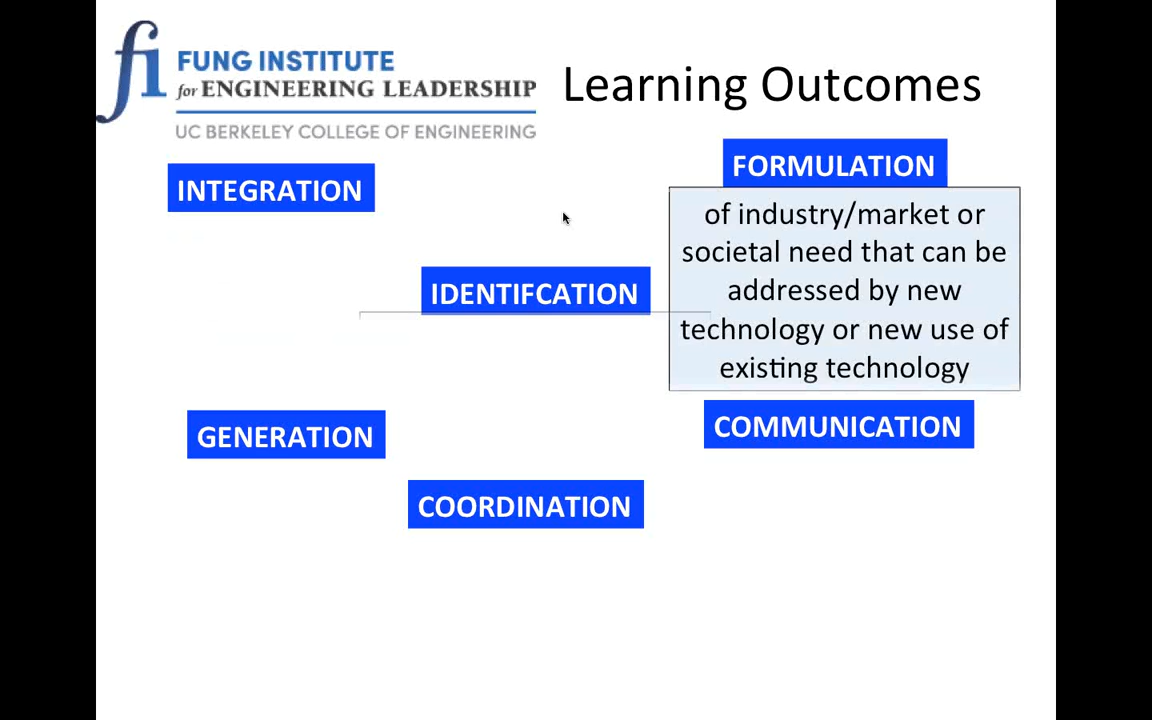 fi
FUNG INSTITUTE
for ENGINEERING LEADERSHIP
UC BERKELEY COLLEGE OF ENGINEERING
Learning Outcomes
INTEGRATION
FORMULATION
of industry/market or
societal need that can be
addressed by new
technology or new use of
existing technology
IDENTIFCATION
GENERATION
COMMUNICATION
COORDINATION